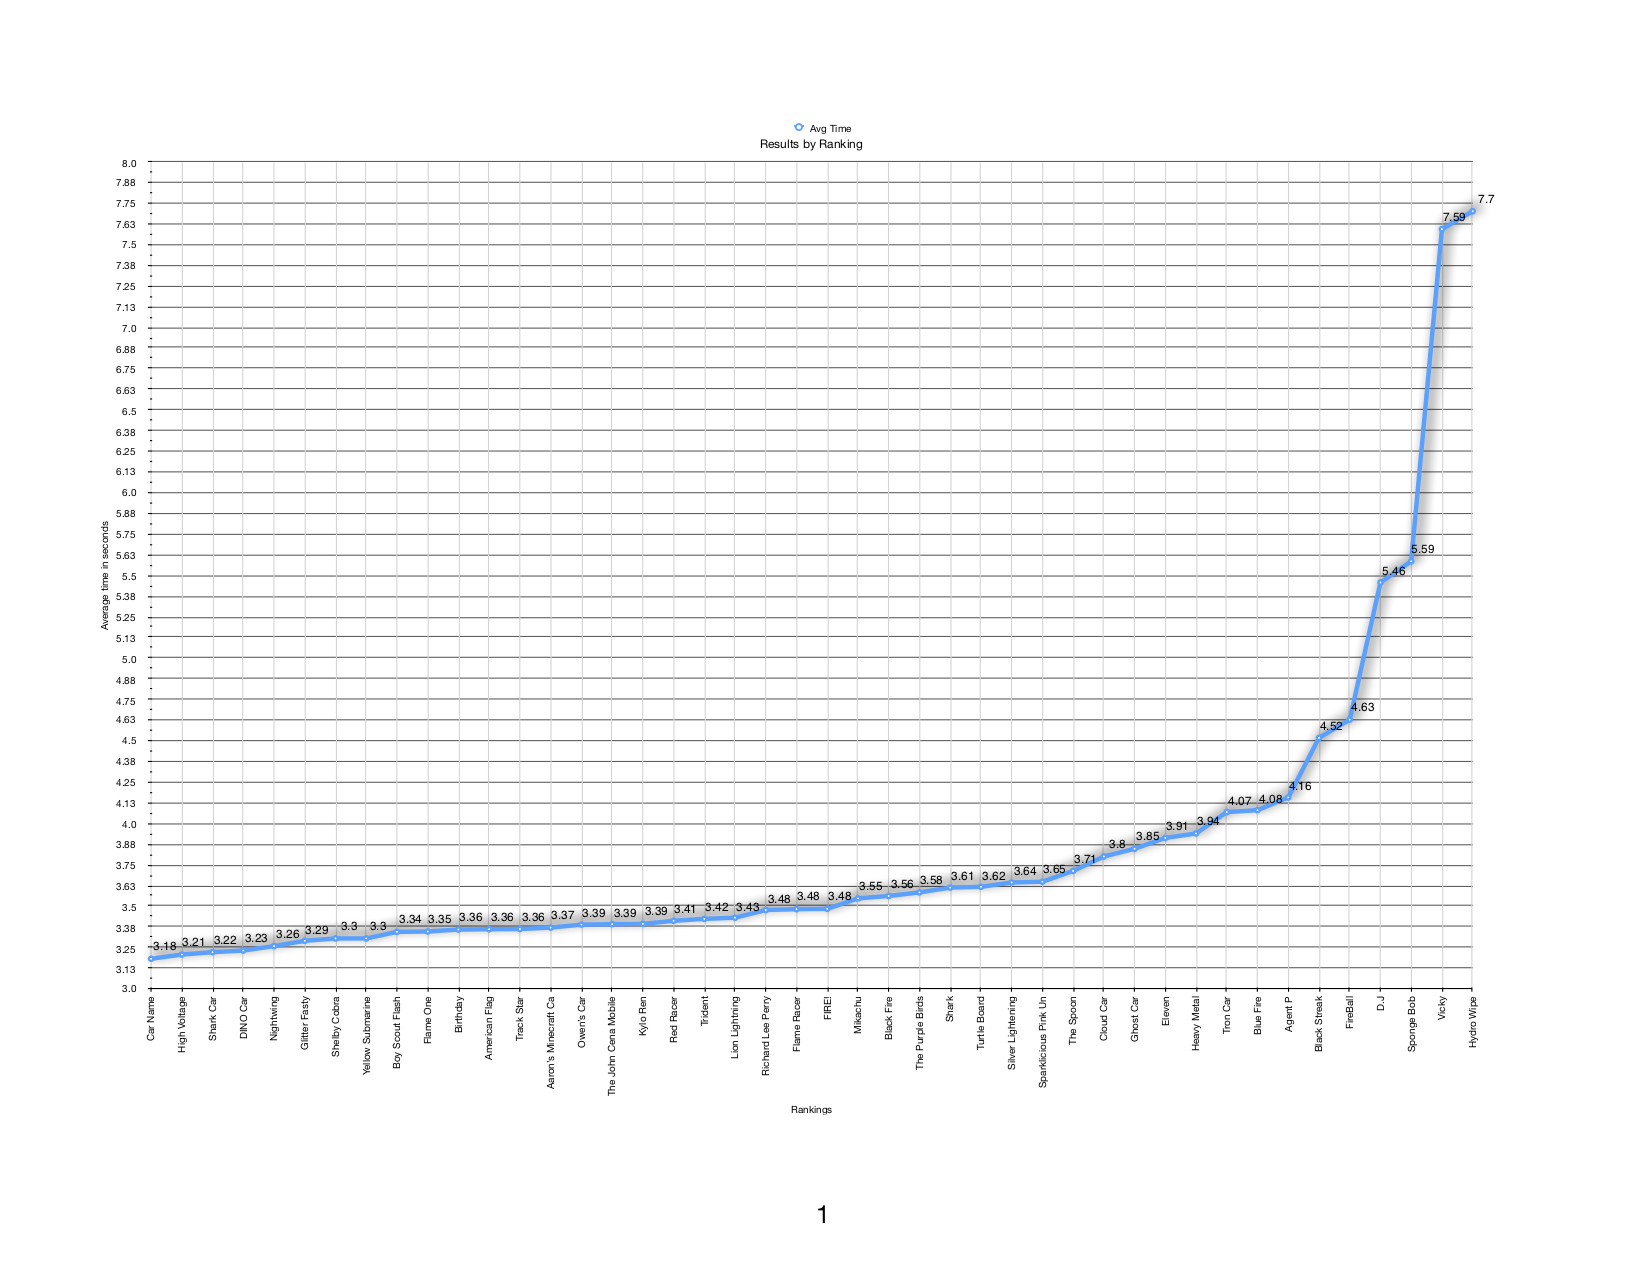 Avg Time
Results by Ranking
8.0
7.88
7.75
7.63
7.5
7.38
7.25
7.13
7.0
6.88
6.75
6.63
6.5
6.38
6.25
6.13
6.0
5.88
5.75
5.63
5.5
5.38
5.25
5.13
5.0
4.88
4.75
4.63
4.5
4.38
4.25
4.13
4.0
3.88
3.75
3.63
3.5
3.38
3.25
3.13
3.0
Average time in seconds
3.18
3.21
3.22
3.23
3.26
3.29
3.3
3.3
3.34
3.35
3.36
3.36
3.36
3.37
3.39
3.39
3.39
3.41
3.42
3.43
3.48
3.48
3.48
3.55
3.56
3.58
3.61
3.62
3.64
3.65
3.71
3.8
3.85
3.91
3.94
4.07
4.08
4.16
4.52
4.63
5.46
5.59
7.59
7.7
Car Name
High Voltage
Shark Car
DINO Car
Nightwing
Glitter Fasty
Shelby Cobra
Yellow Submarine
Boy Scout Flash
Flame One
Birthday
American Flag
Track Star
Aaron's Minecraft Ca
Owen's Car
The John Cena Mobile
Kylo Ren
Red Racer
Trident
Lion Lightning
Richard Lee Perry
Flame Racer
FIRE!
Mikachu
Black Fire
The Purple Birds
Shark
Turtle Board
Silver Lightening
Sparklicious Pink Un
The Spoon
Cloud Car
Ghost Car
Eleven
Heavy Metal
Tron Car
Blue Fire
Agent P
Black Streak
FireBall
D.J
Sponge Bob
Vicky
Hydro Wipe
Rankings
1